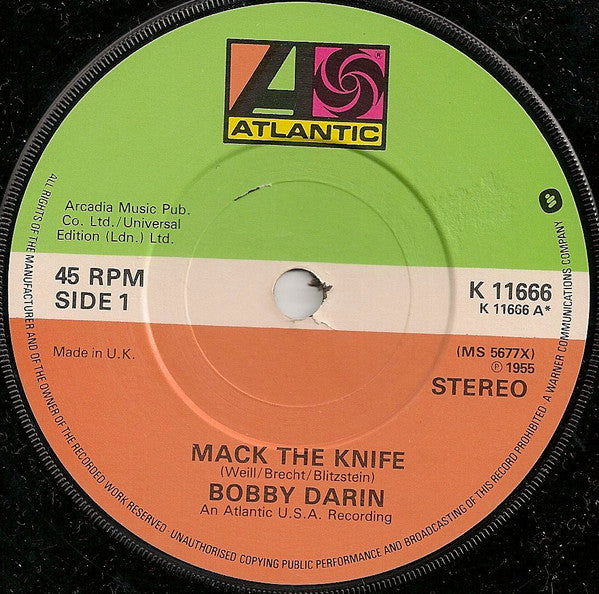 ATLANTIC
®
Arcadia Music Pub.
Co. Ltd./Universal
Edition (Ldn.) Ltd.
45 RPM
SIDE 1
K 11666
K 11666 A*
Made in U.K.
(MS 5677X)
℗ 1955
STEREO
MACK THE KNIFE
(Weill/Brecht/Blitzstein)
BOBBY DARIN
An Atlantic U.S.A. Recording
ALL RIGHTS OF THE MANUFACTURER AND OF THE OWNER OF THE RECORDED WORK RESERVED UNAUTHORISED COPYING PUBLIC PERFORMANCE AND BROADCASTING OF THIS RECORD PROHIBITED A WARNER COMMUNICATIONS COMPANY